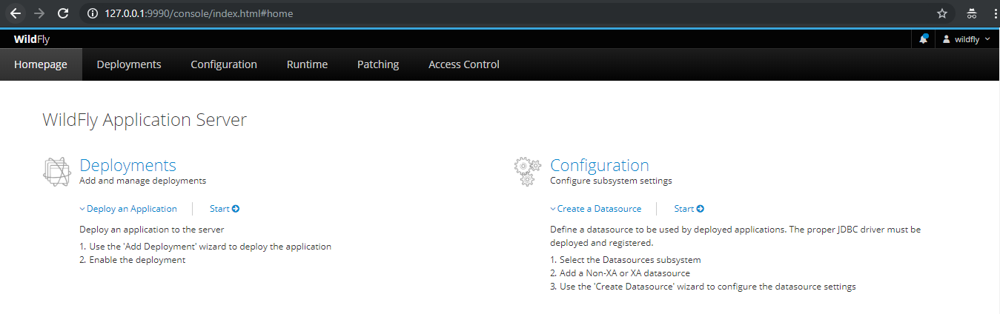 127.0.0.1:9990/console/index.html#home
WildFly
wildfly
Homepage Deployments Configuration Runtime Patching Access Control
WildFly Application Server
Deployments
Add and manage deployments
Deploy an Application Start
Deploy an application to the server
1. Use the 'Add Deployment' wizard to deploy the application
2. Enable the deployment
Configuration
Configure subsystem settings
Create a Datasource Start
Define a datasource to be used by deployed applications. The proper JDBC driver must be
deployed and registered.
1. Select the Datasources subsystem
2. Add a Non-XA or XA datasource
3. Use the 'Create Datasource' wizard to configure the datasource settings